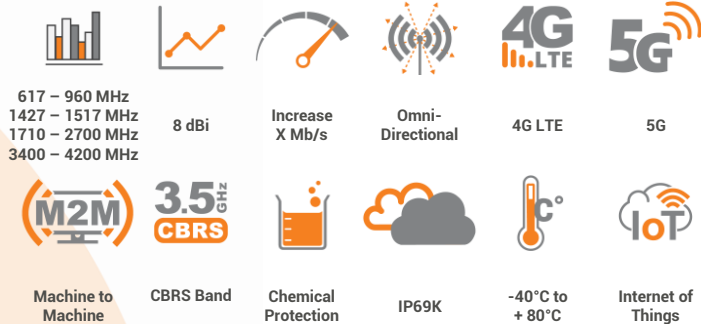 4G
LTE
5G
617 – 960 MHz
1427 – 1517 MHz
1710 – 2700 MHz
3400 – 4200 MHz
8 dBi
Increase
X Mb/s
Omni-
Directional
4G LTE
5G
M2M
3.5 GHz
CBRS
C°
IoT
Machine to
Machine
CBRS Band
Chemical
Protection
IP69K
-40°C to
+ 80°C
Internet of
Things